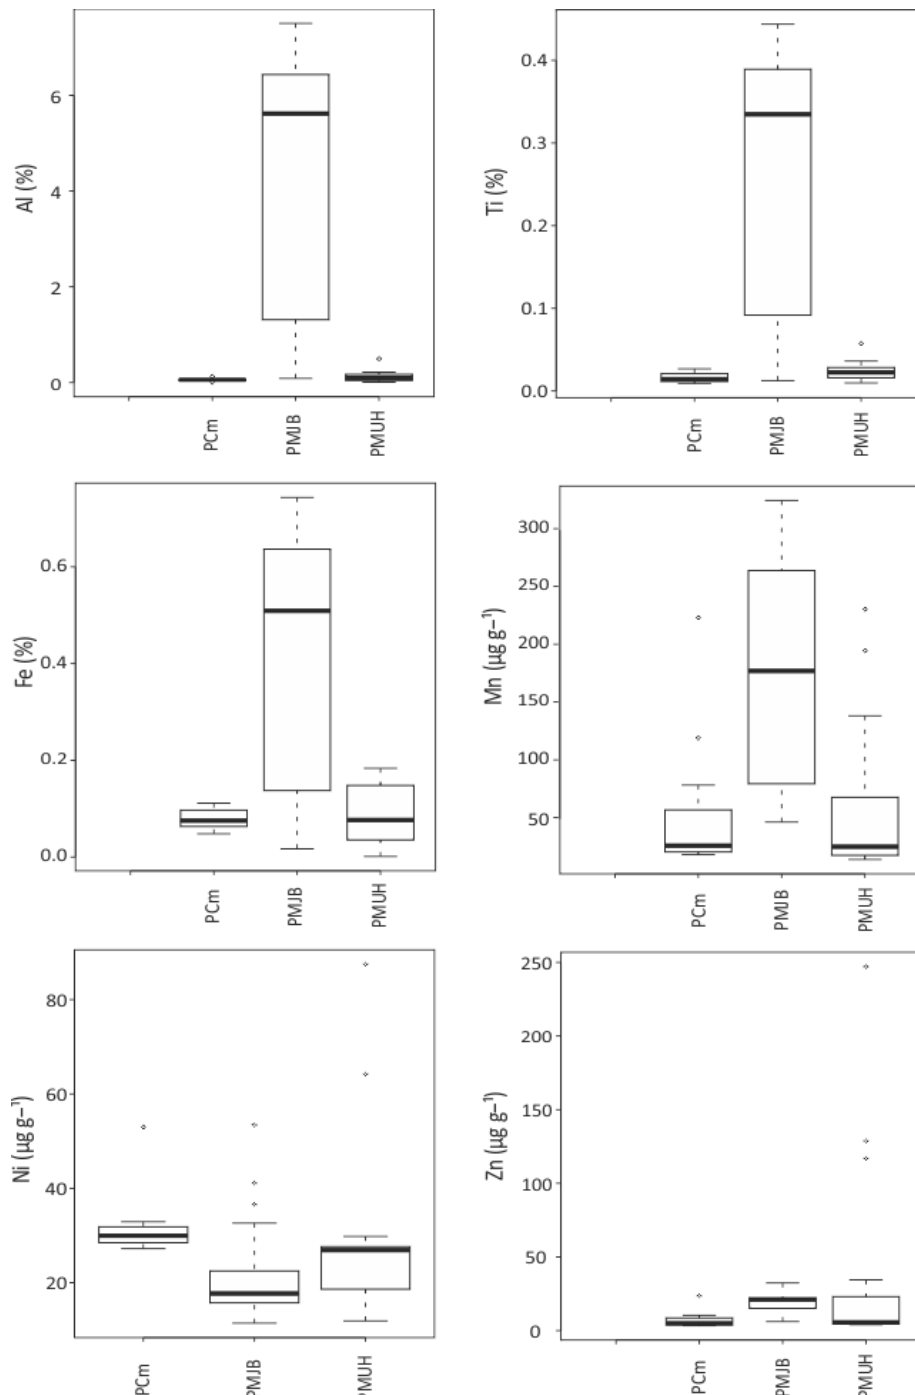 Al (%)
6
4
2
0
PCm
PMJB
PMUH
Ti (%)
0.4
0.3
0.2
0.1
0.0
PCm
PMJB
PMUH
Fe (%)
0.6
0.4
0.2
0.0
PCm
PMJB
PMUH
Mn (µg g–1)
300
250
200
150
100
50
PCm
PMJB
PMUH
Ni (µg g–1)
80
60
40
20
PCm
PMJB
PMUH
Zn (µg g–1)
250
200
150
100
50
0
PCm
PMJB
PMUH